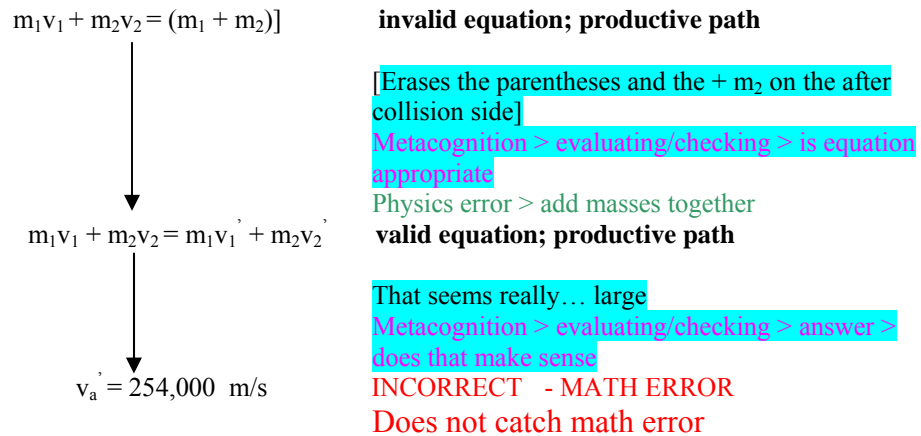 m₁v₁ + m₂v₂ = (m₁ + m₂)] invalid equation; productive path
[Erases the parentheses and the + m₂ on the after
collision side]
Metacognition > evaluating/checking > is equation
appropriate
Physics error > add masses together
m₁v₁ + m₂v₂ = m₁v₁' + m₂v₂' valid equation; productive path
That seems really… large
Metacognition > evaluating/checking > answer >
does that make sense
vₐ' = 254,000 m/s INCORRECT - MATH ERROR
Does not catch math error